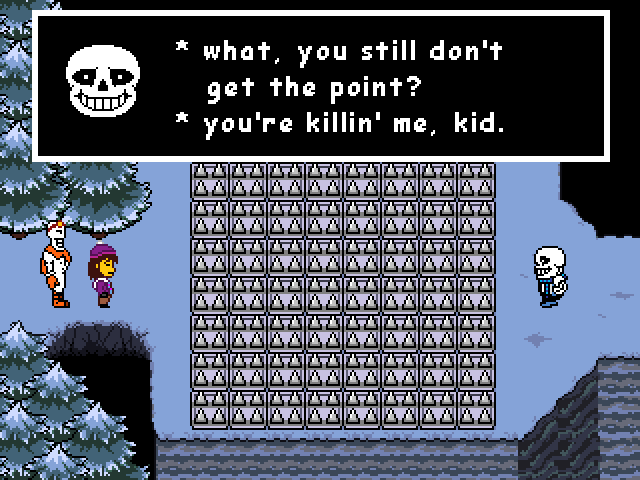 * what, you still don't
get the point?
* you're killin' me, kid.